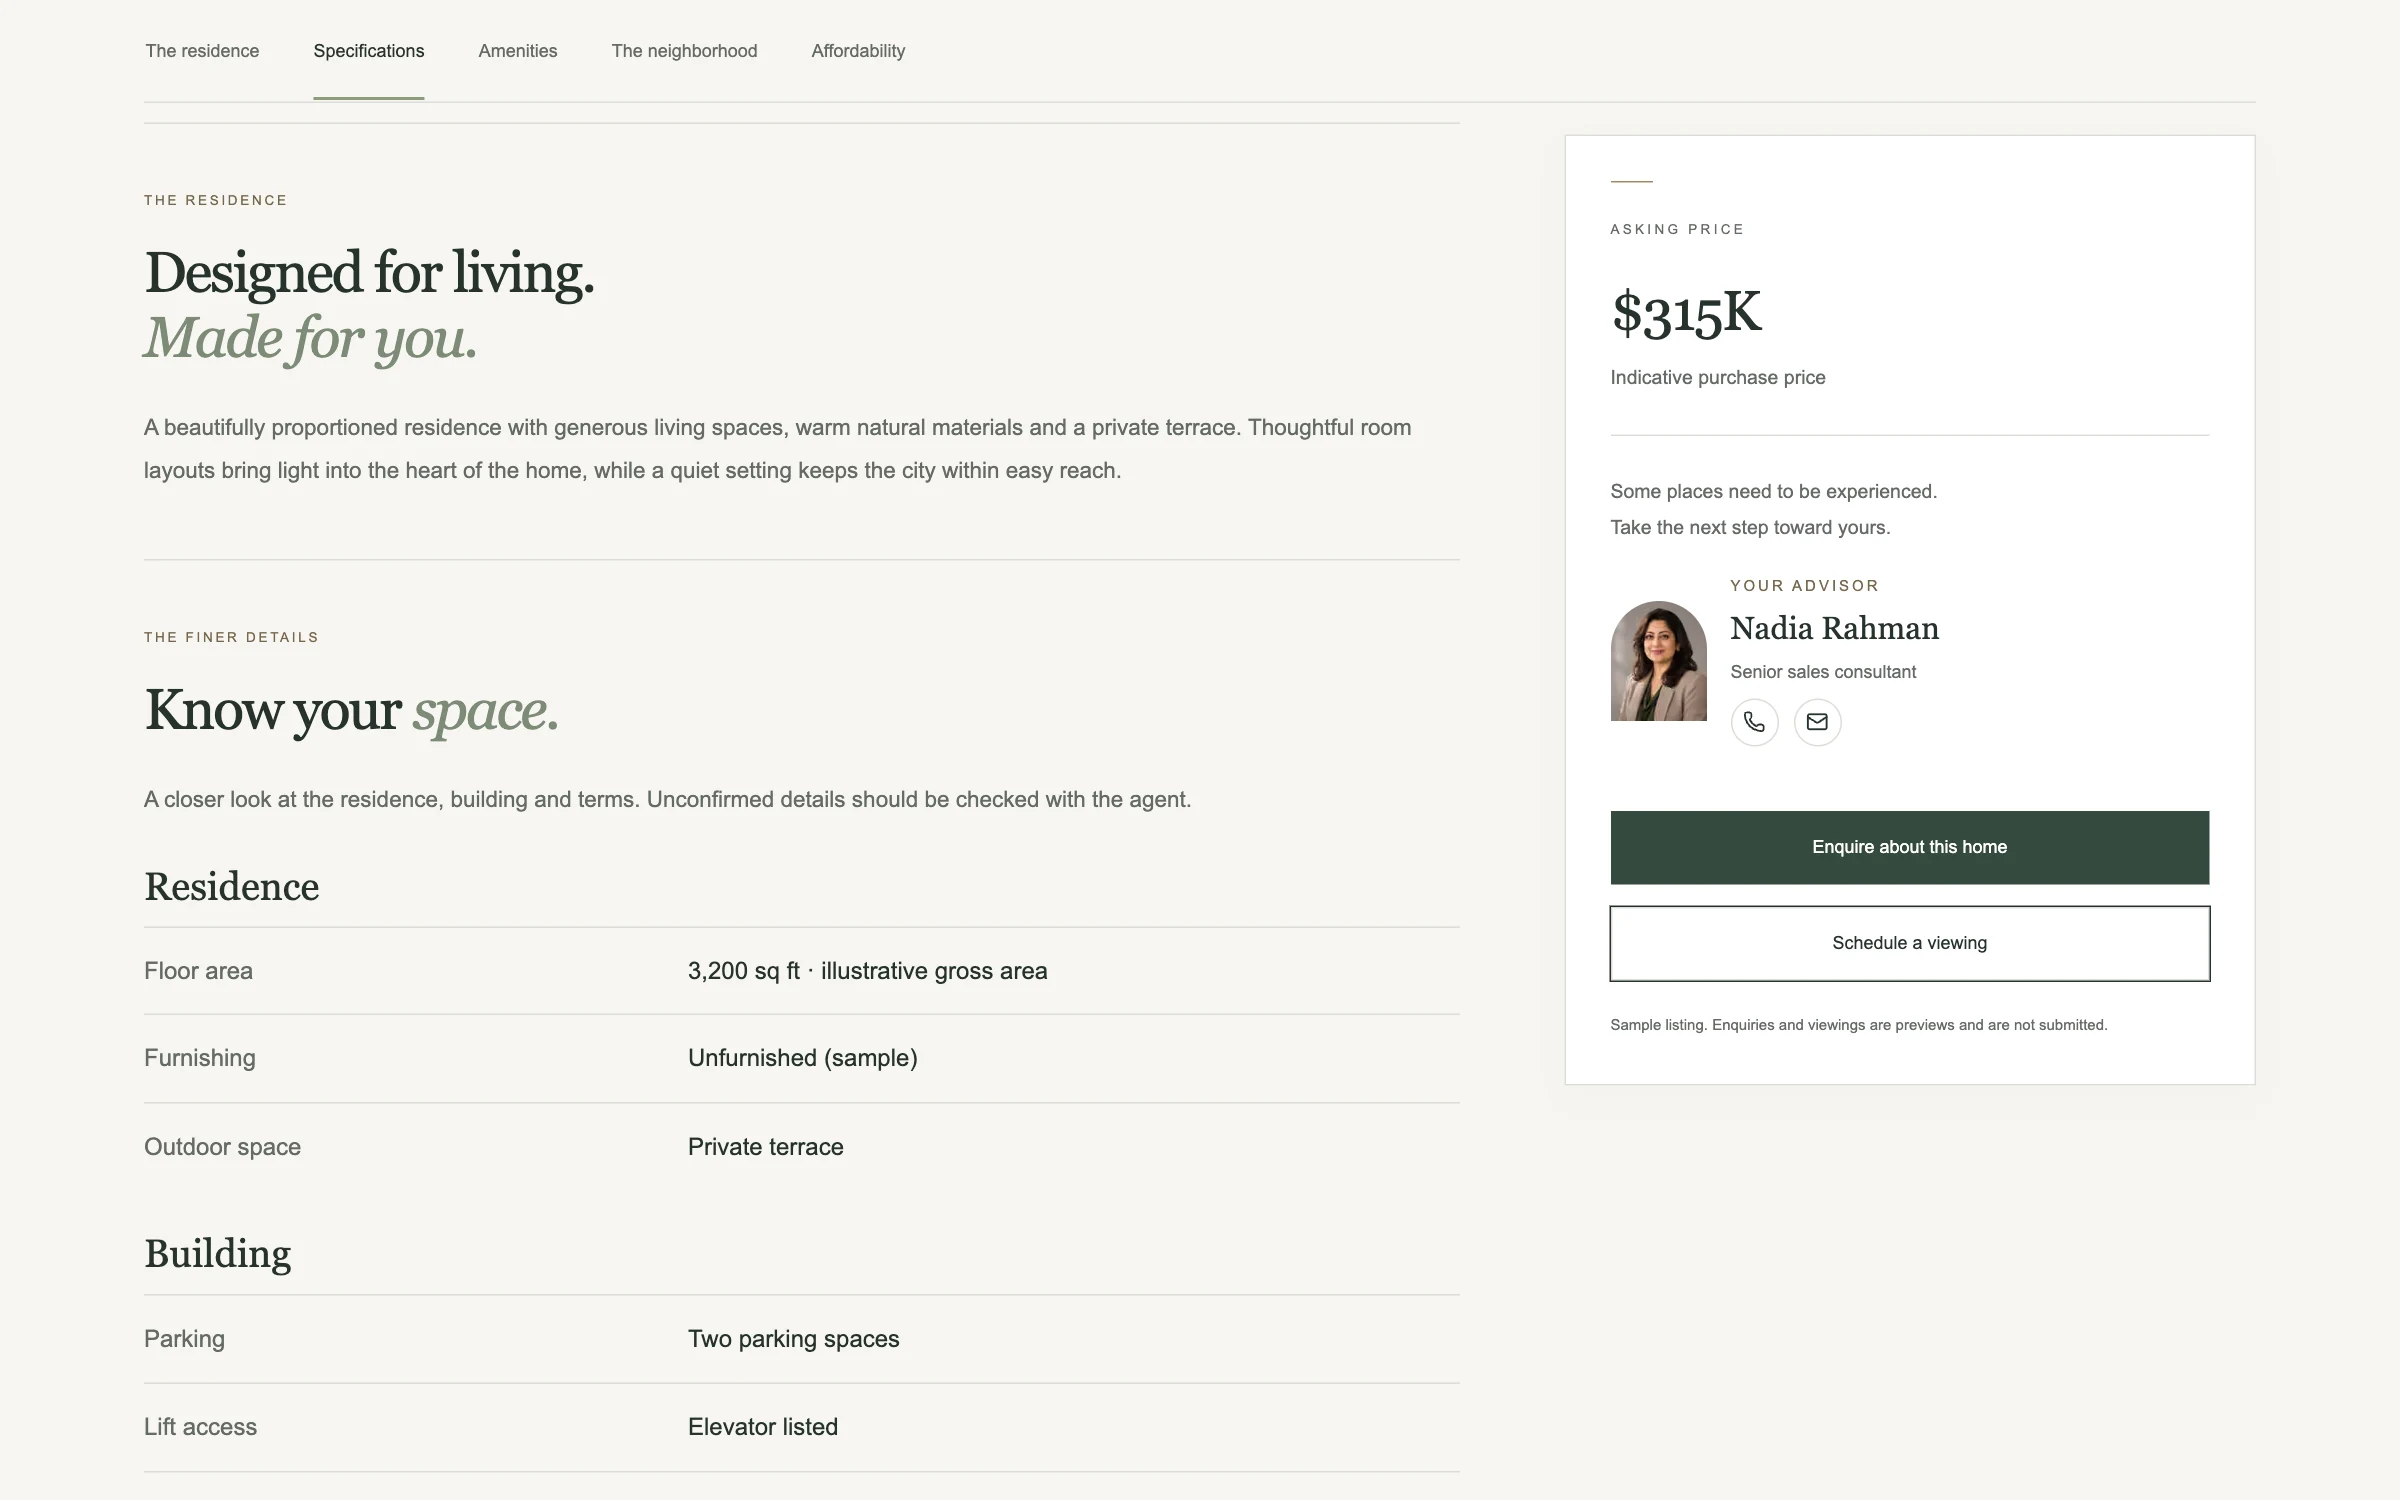 The residence
Specifications
Amenities
The neighborhood
Affordability
THE RESIDENCE
Designed for living.
Made for you.
A beautifully proportioned residence with generous living spaces, warm natural materials and a private terrace. Thoughtful room
layouts bring light into the heart of the home, while a quiet setting keeps the city within easy reach.
THE FINER DETAILS
Know your space.
A closer look at the residence, building and terms. Unconfirmed details should be checked with the agent.
Residence
Floor area 3,200 sq ft · illustrative gross area
Furnishing Unfurnished (sample)
Outdoor space Private terrace
Building
Parking Two parking spaces
Lift access Elevator listed
ASKING PRICE
$315K
Indicative purchase price
Some places need to be experienced.
Take the next step toward yours.
YOUR ADVISOR
Nadia Rahman
Senior sales consultant
Enquire about this home
Schedule a viewing
Sample listing. Enquiries and viewings are previews and are not submitted.